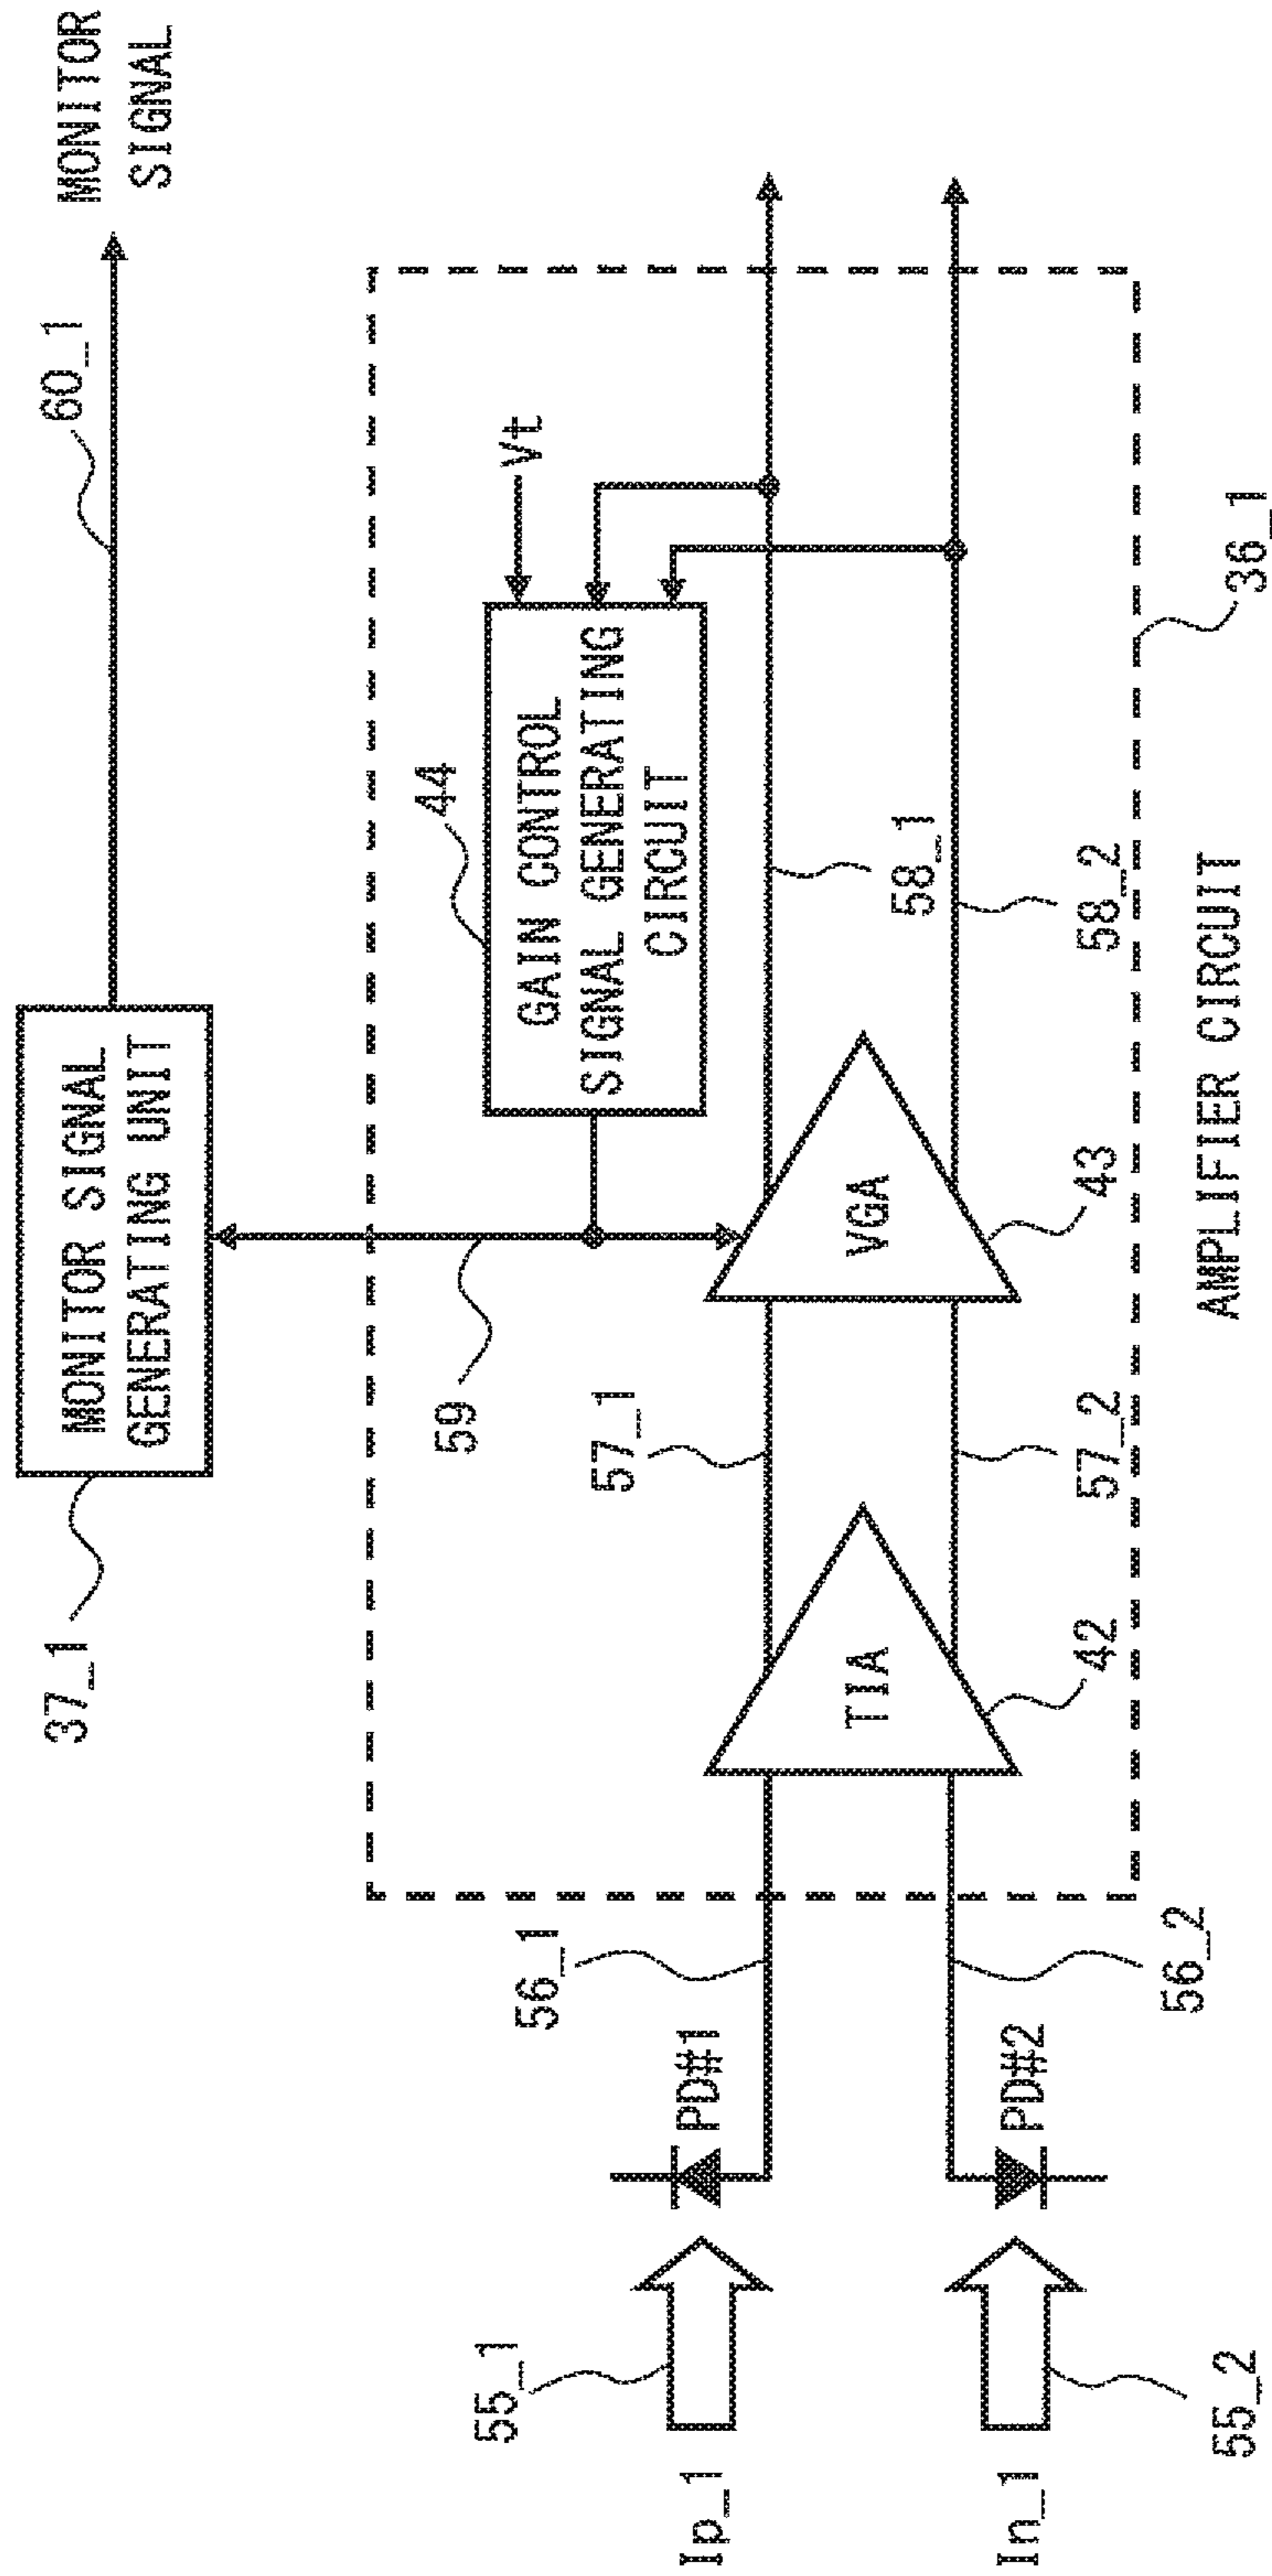 MONITOR
SIGNAL
60_1
MONITOR SIGNAL
GENERATING UNIT
37_1
Vt
44
GAIN CONTROL
SIGNAL GENERATING
CIRCUIT
59
56_1
57_1
58_1
55_1
Ip_1
PD#1
TIA
VGA
In_1
PD#2
55_2
56_2
42
57_2
43
58_2
36_1
AMPLIFIER CIRCUIT